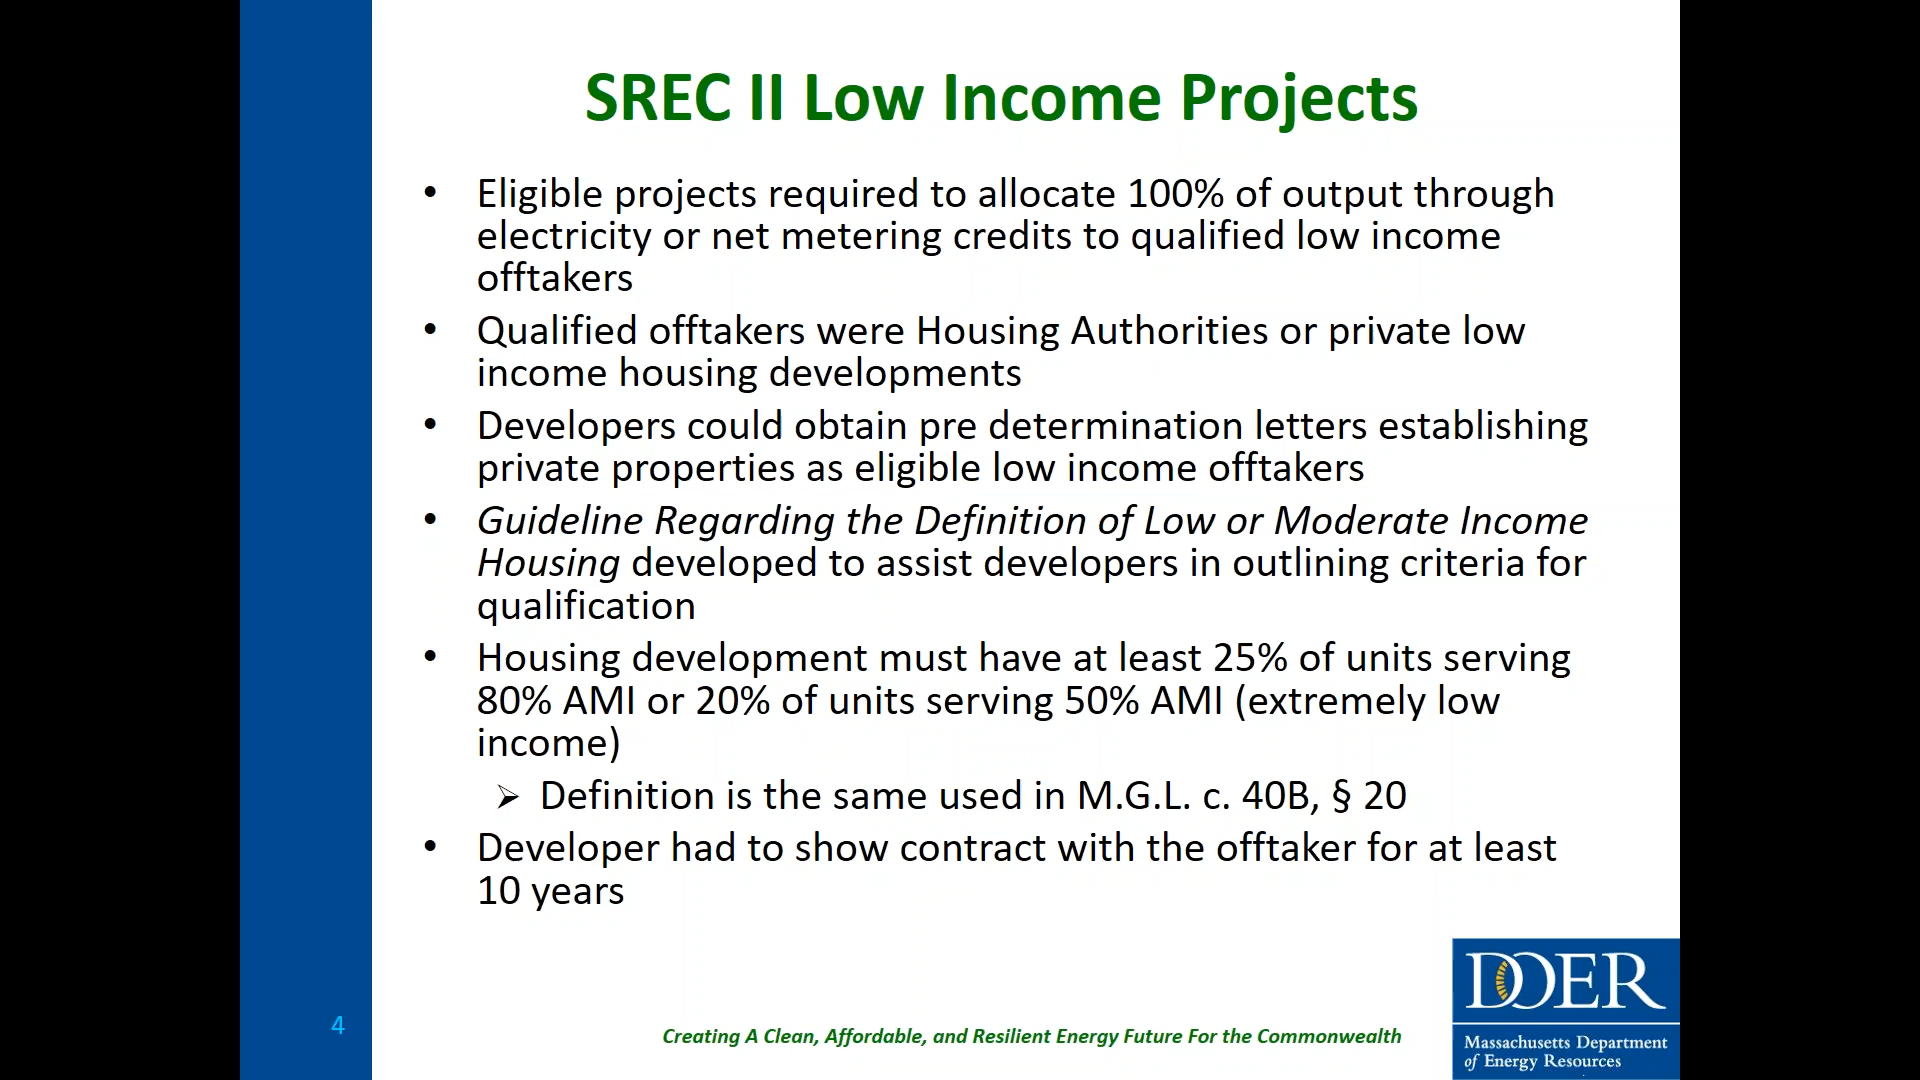 SREC II Low Income Projects
• Eligible projects required to allocate 100% of output through
electricity or net metering credits to qualified low income
offtakers
• Qualified offtakers were Housing Authorities or private low
income housing developments
• Developers could obtain pre determination letters establishing
private properties as eligible low income offtakers
• Guideline Regarding the Definition of Low or Moderate Income
Housing developed to assist developers in outlining criteria for
qualification
• Housing development must have at least 25% of units serving
80% AMI or 20% of units serving 50% AMI (extremely low
income)
➢ Definition is the same used in M.G.L. c. 40B, § 20
• Developer had to show contract with the offtaker for at least
10 years
4
Creating A Clean, Affordable, and Resilient Energy Future For the Commonwealth
DOER
Massachusetts Department
of Energy Resources